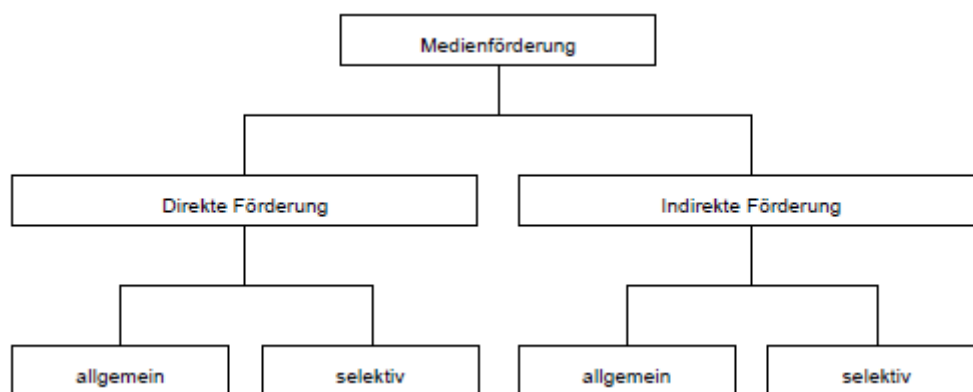 Medienförderung
Direkte Förderung
Indirekte Förderung
allgemein
selektiv
allgemein
selektiv